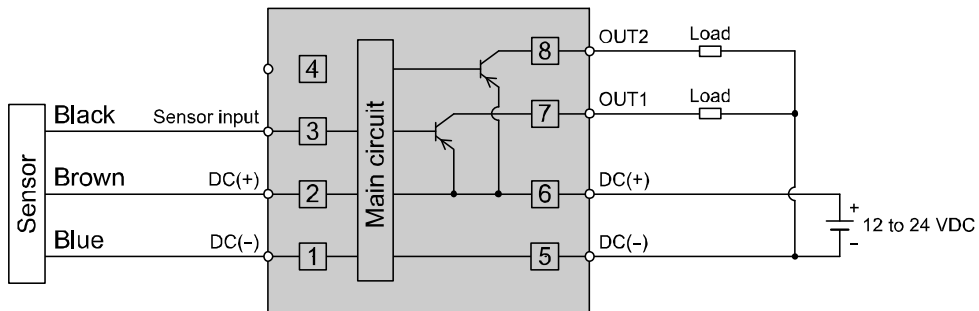 8
OUT2
Load
4
Black
Sensor input
3
7
OUT1
Load
Sensor
Main circuit
Brown
DC(+)
2
6
DC(+)
+
12 to 24 VDC
−
Blue
DC(−)
1
5
DC(−)